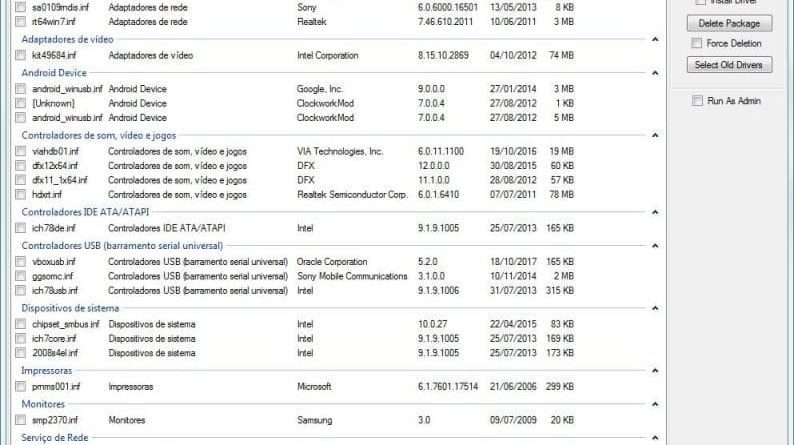 sa0109mdis.inf Adaptadores de rede Sony 6.0.6000.16501 13/05/2013 8 KB
rt64win7.inf Adaptadores de rede Realtek 7.46.610.2011 10/06/2011 3 MB
Adaptadores de vídeo
kit49684.inf Adaptadores de vídeo Intel Corporation 8.15.10.2869 04/10/2012 74 MB
Android Device
android_winusb.inf Android Device Google, Inc. 9.0.0.0 27/01/2014 3 MB
[Unknown] Android Device ClockworkMod 7.0.0.4 27/08/2012 1 KB
android_winusb.inf Android Device ClockworkMod 7.0.0.4 27/08/2012 5 MB
Controladores de som, vídeo e jogos
viahdb01.inf Controladores de som, vídeo e jogos VIA Technologies, Inc. 6.0.11.1100 19/10/2016 19 MB
dfx12x64.inf Controladores de som, vídeo e jogos DFX 12.0.0.0 30/08/2015 60 KB
dfx11_1x64.inf Controladores de som, vídeo e jogos DFX 11.1.0.0 28/08/2012 57 KB
hdxrt.inf Controladores de som, vídeo e jogos Realtek Semiconductor Corp. 6.0.1.6410 07/07/2011 78 MB
Controladores IDE ATA/ATAPI
ich78ide.inf Controladores IDE ATA/ATAPI Intel 9.1.9.1005 25/07/2013 165 KB
Controladores USB (barramento serial universal)
vboxusb.inf Controladores USB (barramento serial universal) Oracle Corporation 5.2.0 18/10/2017 165 KB
ggsomc.inf Controladores USB (barramento serial universal) Sony Mobile Communications 3.1.0.0 10/11/2014 2 MB
ich78usb.inf Controladores USB (barramento serial universal) Intel 9.1.9.1006 31/07/2013 315 KB
Dispositivos de sistema
chipset_smbus.inf Dispositivos de sistema Intel 10.0.27 22/04/2015 83 KB
ich7core.inf Dispositivos de sistema Intel 9.1.9.1005 25/07/2013 169 KB
2008s4el.inf Dispositivos de sistema Intel 9.1.9.1005 25/07/2013 173 KB
Impressoras
prnms001.inf Impressoras Microsoft 6.1.7601.17514 21/06/2006 299 KB
Monitores
smp2370.inf Monitores Samsung 3.0 09/07/2009 20 KB
Serviço de Rede
Install Driver
Delete Package
Force Deletion
Select Old Drivers
Run As Admin